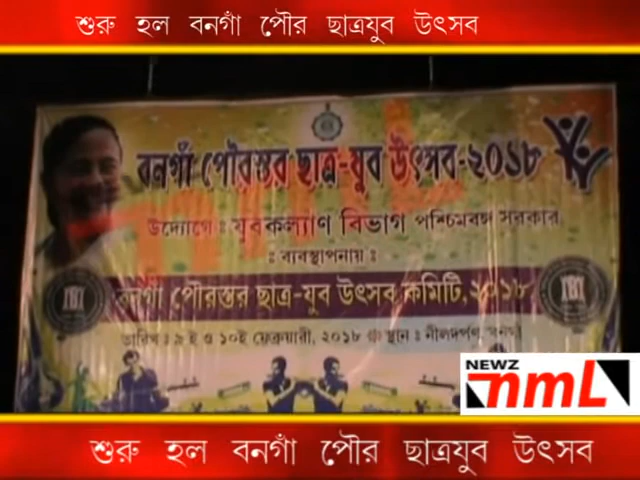 শুরু হল বনগাঁ পৌর ছাত্রযুব উৎসব
বনগাঁ পৌরস্তর ছাত্র-যুব উৎসব-২০১৮
উদ্যোগে : যুবকল্যাণ বিভাগ পশ্চিমবঙ্গ সরকার
: ব্যবস্থাপনায় :
বনগাঁ পৌরস্তর ছাত্র-যুব উৎসব কমিটি, ২০১৮
তারিখ : ৯ ই ও ১০ই ফেব্রুয়ারী, ২০১৮ স্থান : নীলদর্পণ, বনগাঁ
NEWZ
nmL
শুরু হল বনগাঁ পৌর ছাত্রযুব উৎসব